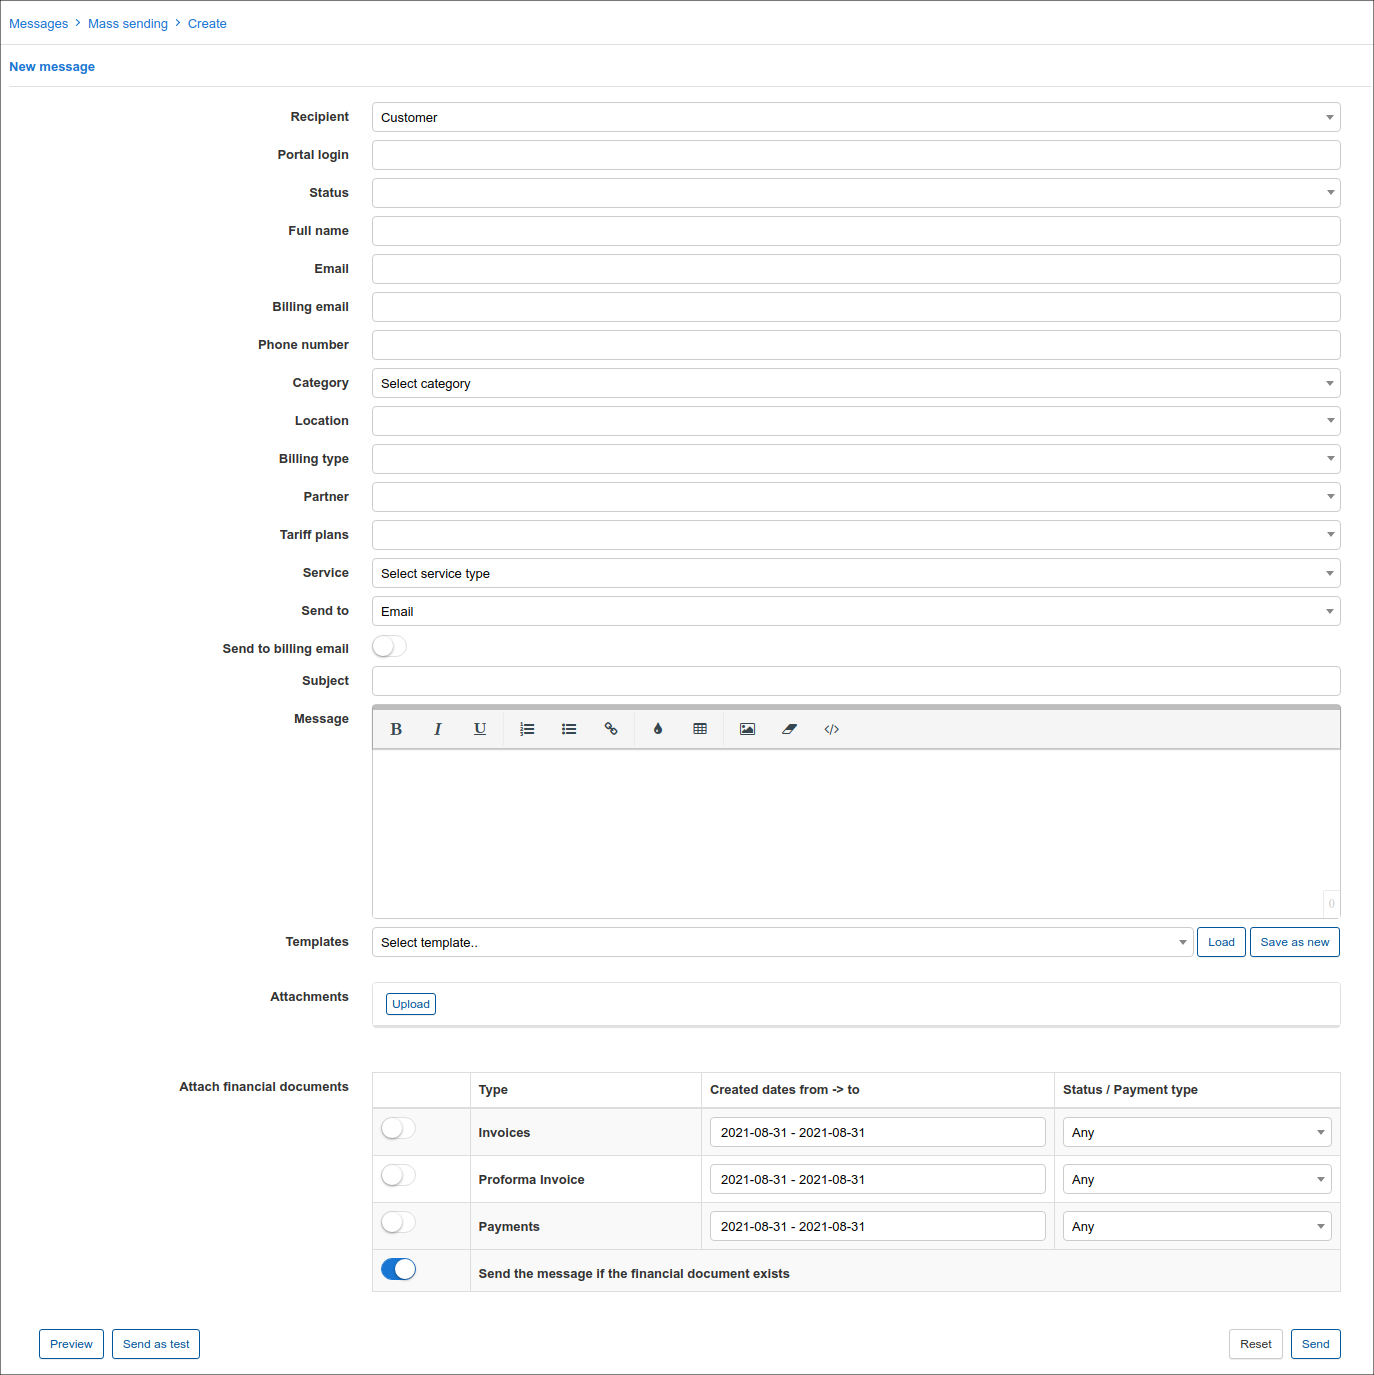 Messages > Mass sending > Create
New message
Recipient Customer
Portal login
Status
Full name
Email
Billing email
Phone number
Category Select category
Location
Billing type
Partner
Tariff plans
Service Select service type
Send to Email
Send to billing email
Subject
Message B I U
0
Templates Select template.. Load Save as new
Attachments Upload
Attach financial documents Type Created dates from -> to Status / Payment type
Invoices 2021-08-31 - 2021-08-31 Any
Proforma Invoice 2021-08-31 - 2021-08-31 Any
Payments 2021-08-31 - 2021-08-31 Any
Send the message if the financial document exists
Preview Send as test Reset Send